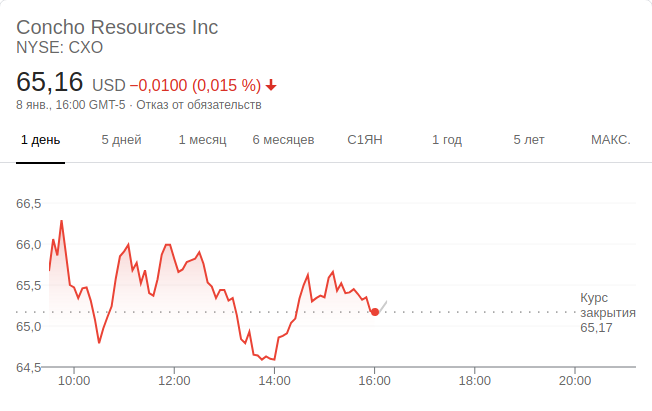 Concho Resources Inc
NYSE: CXO
65,16 USD −0,0100 (0,015 %)
8 янв., 16:00 GMT-5 · Отказ от обязательств
1 день 5 дней 1 месяц 6 месяцев С1ЯН 1 год 5 лет МАКС.
66,5
66,0
65,5
65,0
64,5
Курс
закрытия
65,17
10:00 12:00 14:00 16:00 18:00 20:00